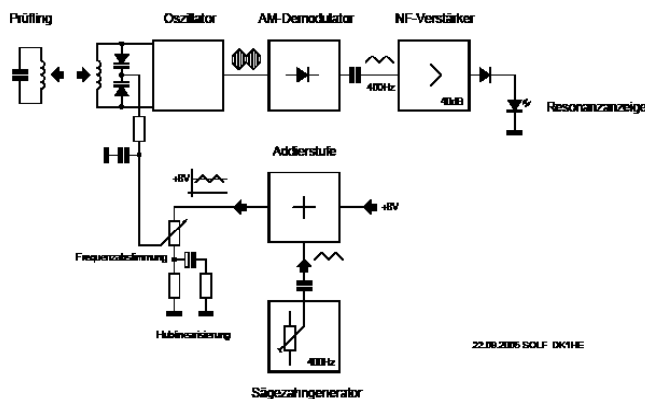 Prüfling
Oszillator
AM-Demodulator
NF-Verstärker
400Hz
40dB
Resonanzanzeige
Addierstufe
+8V
+8V
Frequenzabstimmung
Hublinearisierung
400Hz
22.09.2005 SOLF DK1HE
Sägezahngenerator